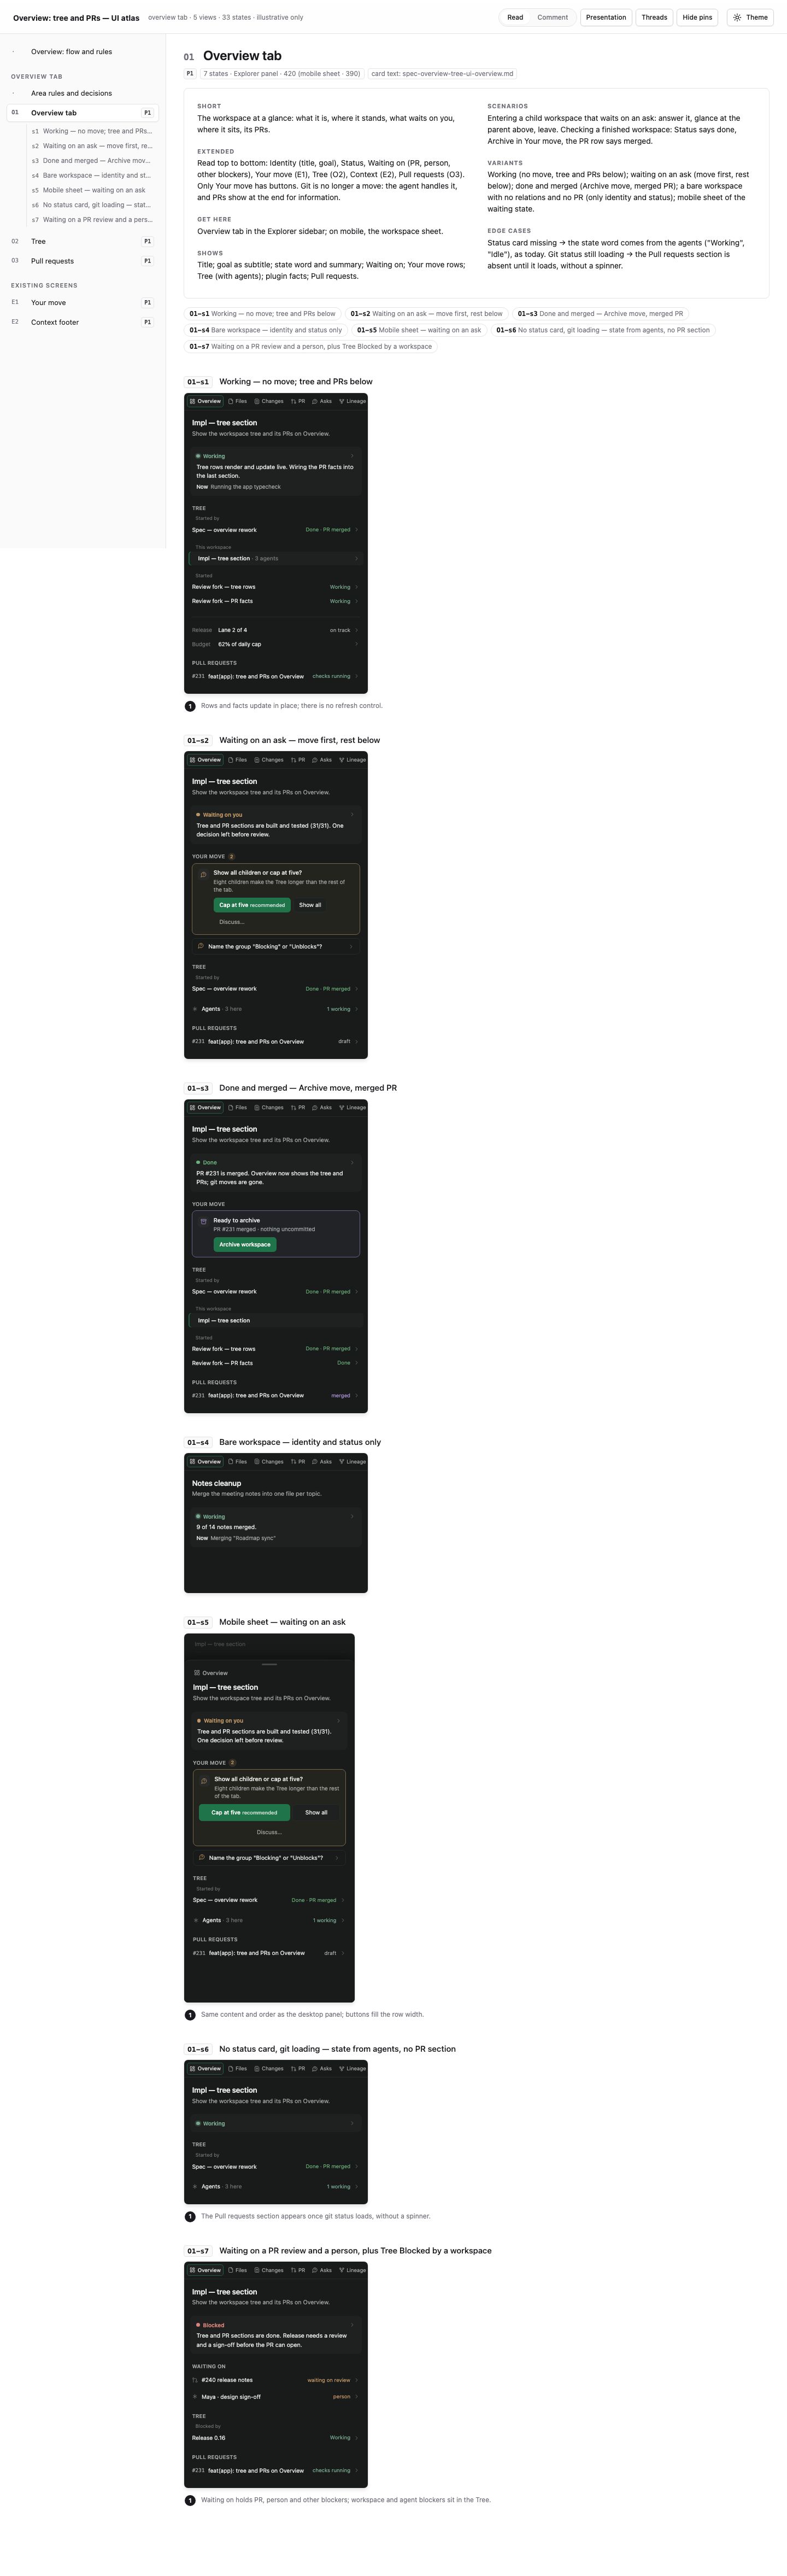 Overview: tree and PRs — UI atlas
overview tab · 5 views · 33 states · illustrative only
Read
Comment
Presentation
Threads
Hide pins
Theme
Overview: flow and rules
OVERVIEW TAB
Area rules and decisions
01 Overview tab P1
s1 Working — no move; tree and PRs…
s2 Waiting on an ask — move first, re…
s3 Done and merged — Archive mov…
s4 Bare workspace — identity and st…
s5 Mobile sheet — waiting on an ask
s6 No status card, git loading — stat…
s7 Waiting on a PR review and a pers…
02 Tree P1
03 Pull requests P1
EXISTING SCREENS
E1 Your move P1
E2 Context footer P1
01 Overview tab
P1
7 states · Explorer panel · 420 (mobile sheet · 390)
card text: spec-overview-tree-ui-overview.md
SHORT
The workspace at a glance: what it is, where it stands, what waits on you, where it sits, its PRs.
EXTENDED
Read top to bottom: Identity (title, goal), Status, Waiting on (PR, person, other blockers), Your move (E1), Tree (O2), Context (E2), Pull requests (O3).
Only Your move has buttons. Git is no longer a move: the agent handles it, and PRs show at the end for information.
GET HERE
Overview tab in the Explorer sidebar; on mobile, the workspace sheet.
SHOWS
Title; goal as subtitle; state word and summary; Waiting on; Your move rows; Tree (with agents); plugin facts; Pull requests.
SCENARIOS
Entering a child workspace that waits on an ask: answer it, glance at the parent above, leave. Checking a finished workspace: Status says done, Archive in Your move, the PR row says merged.
VARIANTS
Working (no move, tree and PRs below); waiting on an ask (move first, rest below); done and merged (Archive move, merged PR); a bare workspace with no relations and no PR (only identity and status); mobile sheet of the waiting state.
EDGE CASES
Status card missing → the state word comes from the agents ("Working", "Idle"), as today. Git status still loading → the Pull requests section is absent until it loads, without a spinner.
01-s1 Working — no move; tree and PRs below
01-s2 Waiting on an ask — move first, rest below
01-s3 Done and merged — Archive move, merged PR
01-s4 Bare workspace — identity and status only
01-s5 Mobile sheet — waiting on an ask
01-s6 No status card, git loading — state from agents, no PR section
01-s7 Waiting on a PR review and a person, plus Tree Blocked by a workspace
01-s1 Working — no move; tree and PRs below
Overview Files Changes PR Asks Lineage
Impl — tree section
Show the workspace tree and its PRs on Overview.
Working
Tree rows render and update live. Wiring the PR facts into the last section.
Now Running the app typecheck
TREE
Started by
Spec — overview rework Done · PR merged
This workspace
Impl — tree section · 3 agents
Started
Review fork — tree rows Working
Review fork — PR facts Working
Release Lane 2 of 4 on track
Budget 62% of daily cap
PULL REQUESTS
#231 feat(app): tree and PRs on Overview checks running
1 Rows and facts update in place; there is no refresh control.
01-s2 Waiting on an ask — move first, rest below
Overview Files Changes PR Asks Lineage
Impl — tree section
Show the workspace tree and its PRs on Overview.
Waiting on you
Tree and PR sections are built and tested (31/31). One decision left before review.
YOUR MOVE 2
Show all children or cap at five?
Eight children make the Tree longer than the rest of the tab.
Cap at five recommended
Show all
Discuss…
Name the group "Blocking" or "Unblocks"?
TREE
Started by
Spec — overview rework Done · PR merged
Agents · 3 here 1 working
PULL REQUESTS
#231 feat(app): tree and PRs on Overview draft
01-s3 Done and merged — Archive move, merged PR
Overview Files Changes PR Asks Lineage
Impl — tree section
Show the workspace tree and its PRs on Overview.
Done
PR #231 is merged. Overview now shows the tree and PRs; git moves are gone.
YOUR MOVE
Ready to archive
PR #231 merged · nothing uncommitted
Archive workspace
TREE
Started by
Spec — overview rework Done · PR merged
This workspace
Impl — tree section
Started
Review fork — tree rows Done · PR merged
Review fork — PR facts Done
PULL REQUESTS
#231 feat(app): tree and PRs on Overview merged
01-s4 Bare workspace — identity and status only
Overview Files Changes PR Asks Lineage
Notes cleanup
Merge the meeting notes into one file per topic.
Working
9 of 14 notes merged.
Now Merging "Roadmap sync"
01-s5 Mobile sheet — waiting on an ask
Impl — tree section
Overview
Impl — tree section
Show the workspace tree and its PRs on Overview.
Waiting on you
Tree and PR sections are built and tested (31/31). One decision left before review.
YOUR MOVE 2
Show all children or cap at five?
Eight children make the Tree longer than the rest of the tab.
Cap at five recommended
Show all
Discuss…
Name the group "Blocking" or "Unblocks"?
TREE
Started by
Spec — overview rework Done · PR merged
Agents · 3 here 1 working
PULL REQUESTS
#231 feat(app): tree and PRs on Overview draft
1 Same content and order as the desktop panel; buttons fill the row width.
01-s6 No status card, git loading — state from agents, no PR section
Overview Files Changes PR Asks Lineage
Impl — tree section
Show the workspace tree and its PRs on Overview.
Working
TREE
Started by
Spec — overview rework Done · PR merged
Agents · 3 here 1 working
1 The Pull requests section appears once git status loads, without a spinner.
01-s7 Waiting on a PR review and a person, plus Tree Blocked by a workspace
Overview Files Changes PR Asks Lineage
Impl — tree section
Show the workspace tree and its PRs on Overview.
Blocked
Tree and PR sections are done. Release needs a review and a sign-off before the PR can open.
WAITING ON
#240 release notes waiting on review
Maya · design sign-off person
TREE
Blocked by
Release 0.16 Working
PULL REQUESTS
#231 feat(app): tree and PRs on Overview checks running
1 Waiting on holds PR, person and other blockers; workspace and agent blockers sit in the Tree.